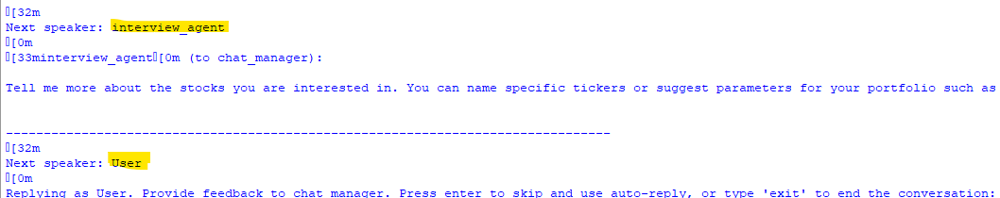 [32m
Next speaker: interview_agent
[0m
[33minterview_agent[0m (to chat_manager):
Tell me more about the stocks you are interested in. You can name specific tickers or suggest parameters for your portfolio such as
--------------------------------------------------------------------------------
[32m
Next speaker: User
[0m
Replying as User. Provide feedback to chat_manager. Press enter to skip and use auto-reply, or type 'exit' to end the conversation: